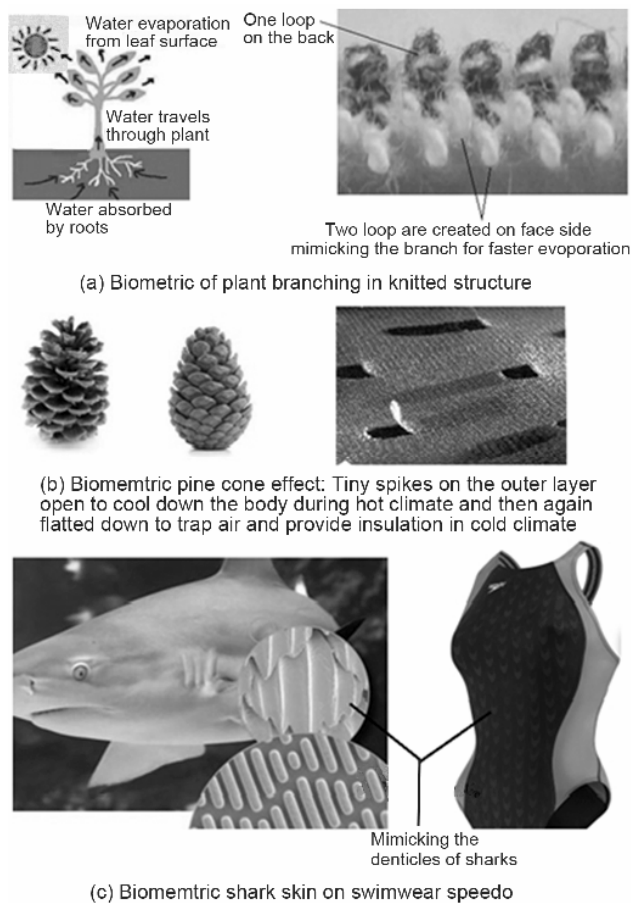 Water evaporation
from leaf surface
One loop
on the back
Water travels
through plant
Water absorbed
by roots
Two loop are created on face side
mimicking the branch for faster evoporation
(a) Biometric of plant branching in knitted structure
(b) Biomemtric pine cone effect: Tiny spikes on the outer layer
open to cool down the body during hot climate and then again
flatted down to trap air and provide insulation in cold climate
Mimicking the
denticles of sharks
(c) Biomemtric shark skin on swimwear speedo